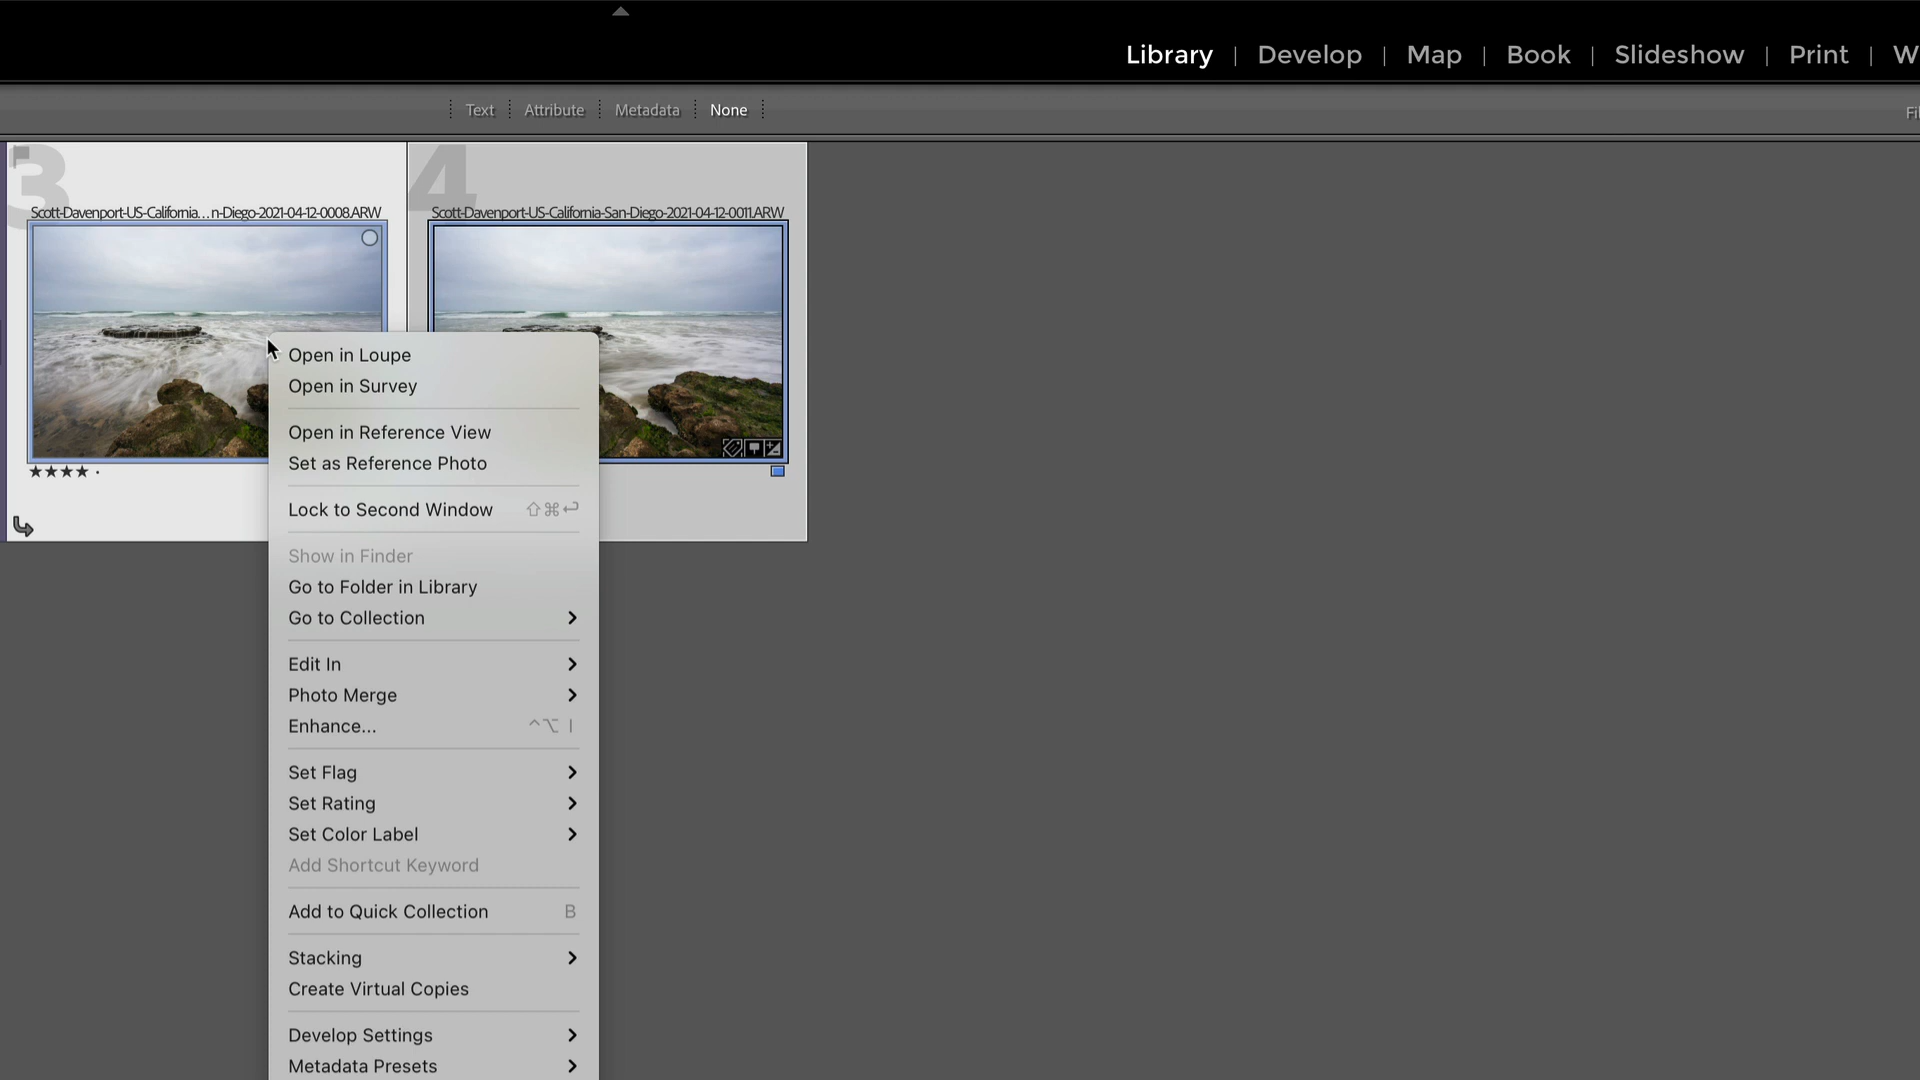 Library | Develop | Map | Book | Slideshow | Print | W
Text Attribute Metadata None Fil
3 4
Scott-Davenport-US-California...n-Diego-2021-04-12-0008.ARW Scott-Davenport-US-California-San-Diego-2021-04-12-0011.ARW
Open in Loupe
Open in Survey
Open in Reference View
Set as Reference Photo
Lock to Second Window ⇧⌘↩
Show in Finder
Go to Folder in Library
Go to Collection
Edit In
Photo Merge
Enhance... ^⌥ I
Set Flag
Set Rating
Set Color Label
Add Shortcut Keyword
Add to Quick Collection B
Stacking
Create Virtual Copies
Develop Settings
Metadata Presets